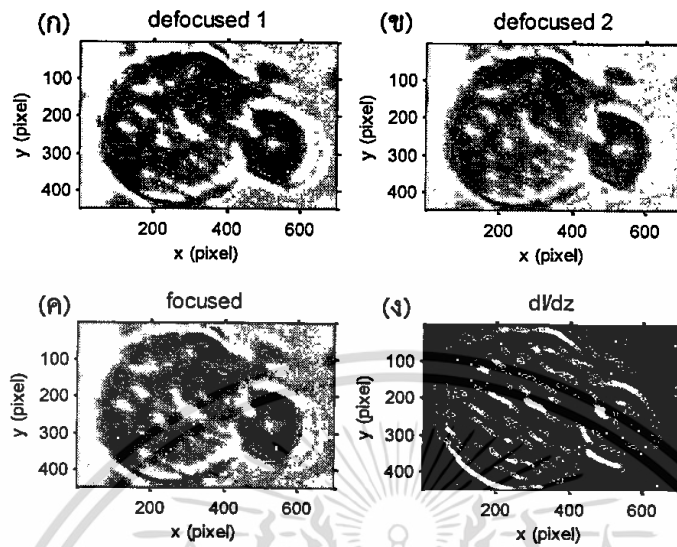 (ก) defocused 1
(ข) defocused 2
y (pixel)
100
200
300
400
200 400 600
x (pixel)
y (pixel)
100
200
300
400
200 400 600
x (pixel)
(ค) focused
(ง) dI/dz
y (pixel)
100
200
300
400
200 400 600
x (pixel)
y (pixel)
100
200
300
400
200 400 600
x (pixel)